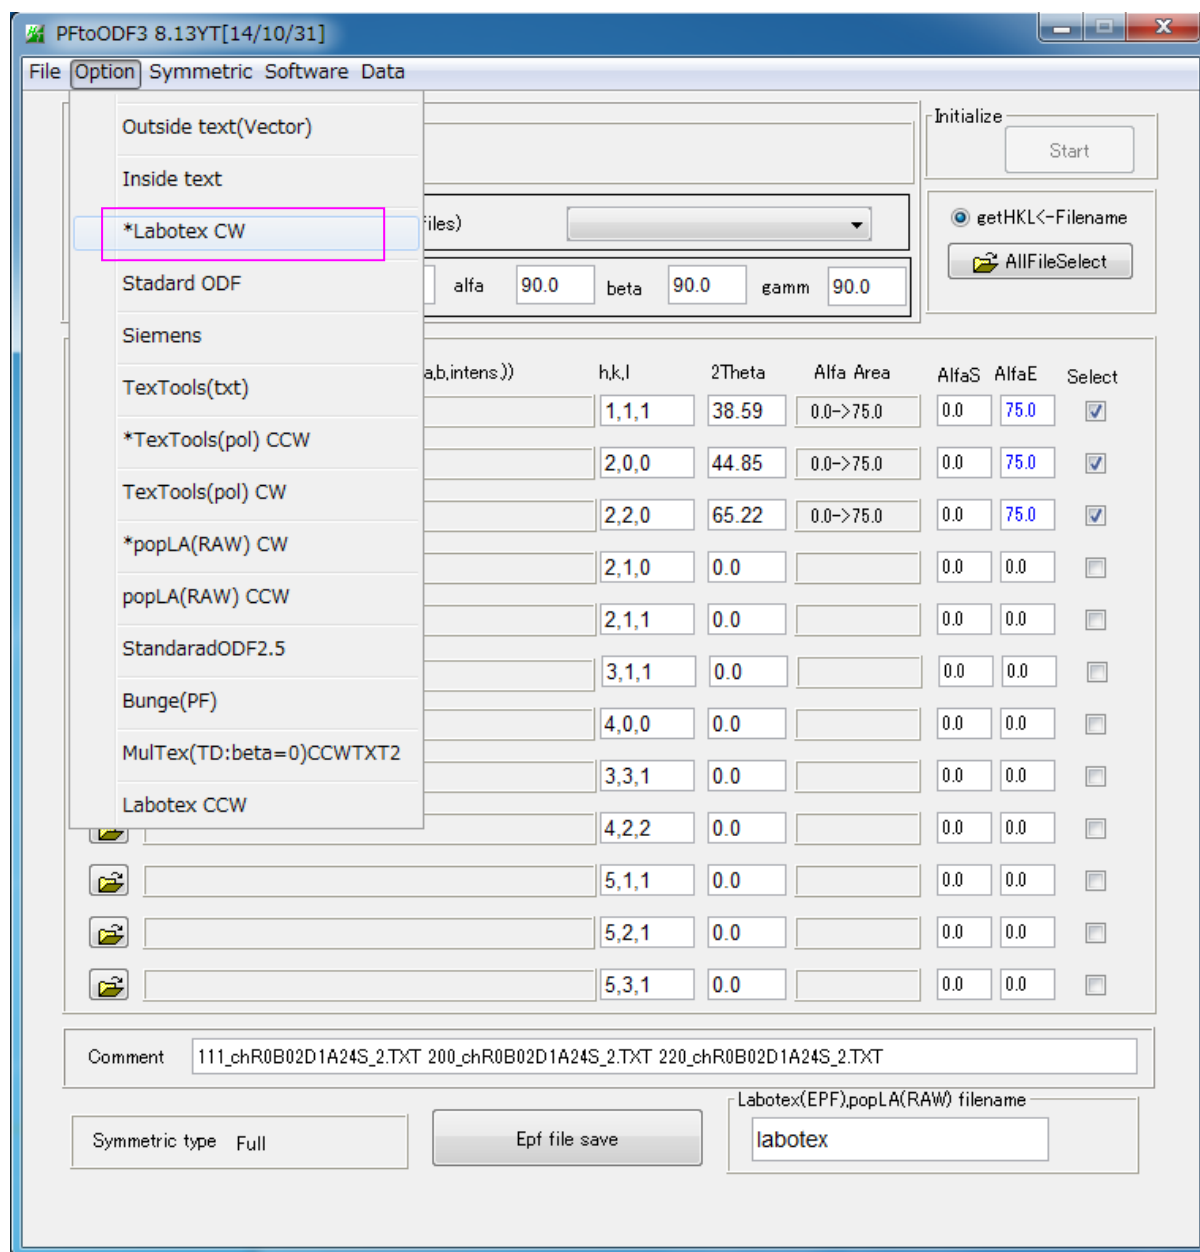 PFtoODF3 8.13YT[14/10/31]
File Option Symmetric Software Data
Outside text(Vector)
Inside text
*Labotex CW
Stadard ODF
Siemens
TexTools(txt)
*TexTools(pol) CCW
TexTools(pol) CW
*popLA(RAW) CW
popLA(RAW) CCW
StandaradODF2.5
Bunge(PF)
MulTex(TD:beta=0)CCWTXT2
Labotex CCW
Initialize
Start
iles)
getHKL<-Filename
AllFileSelect
alfa 90.0 beta 90.0 gamm 90.0
a,b,intens.)) h,k,l 2Theta Alfa Area AlfaS AlfaE Select
1,1,1 38.59 0.0->75.0 0.0 75.0
2,0,0 44.85 0.0->75.0 0.0 75.0
2,2,0 65.22 0.0->75.0 0.0 75.0
2,1,0 0.0 0.0 0.0
2,1,1 0.0 0.0 0.0
3,1,1 0.0 0.0 0.0
4,0,0 0.0 0.0 0.0
3,3,1 0.0 0.0 0.0
4,2,2 0.0 0.0 0.0
5,1,1 0.0 0.0 0.0
5,2,1 0.0 0.0 0.0
5,3,1 0.0 0.0 0.0
Comment 111_chR0B02D1A24S_2.TXT 200_chR0B02D1A24S_2.TXT 220_chR0B02D1A24S_2.TXT
Symmetric type Full
Epf file save
Labotex(EPF),popLA(RAW) filename
labotex